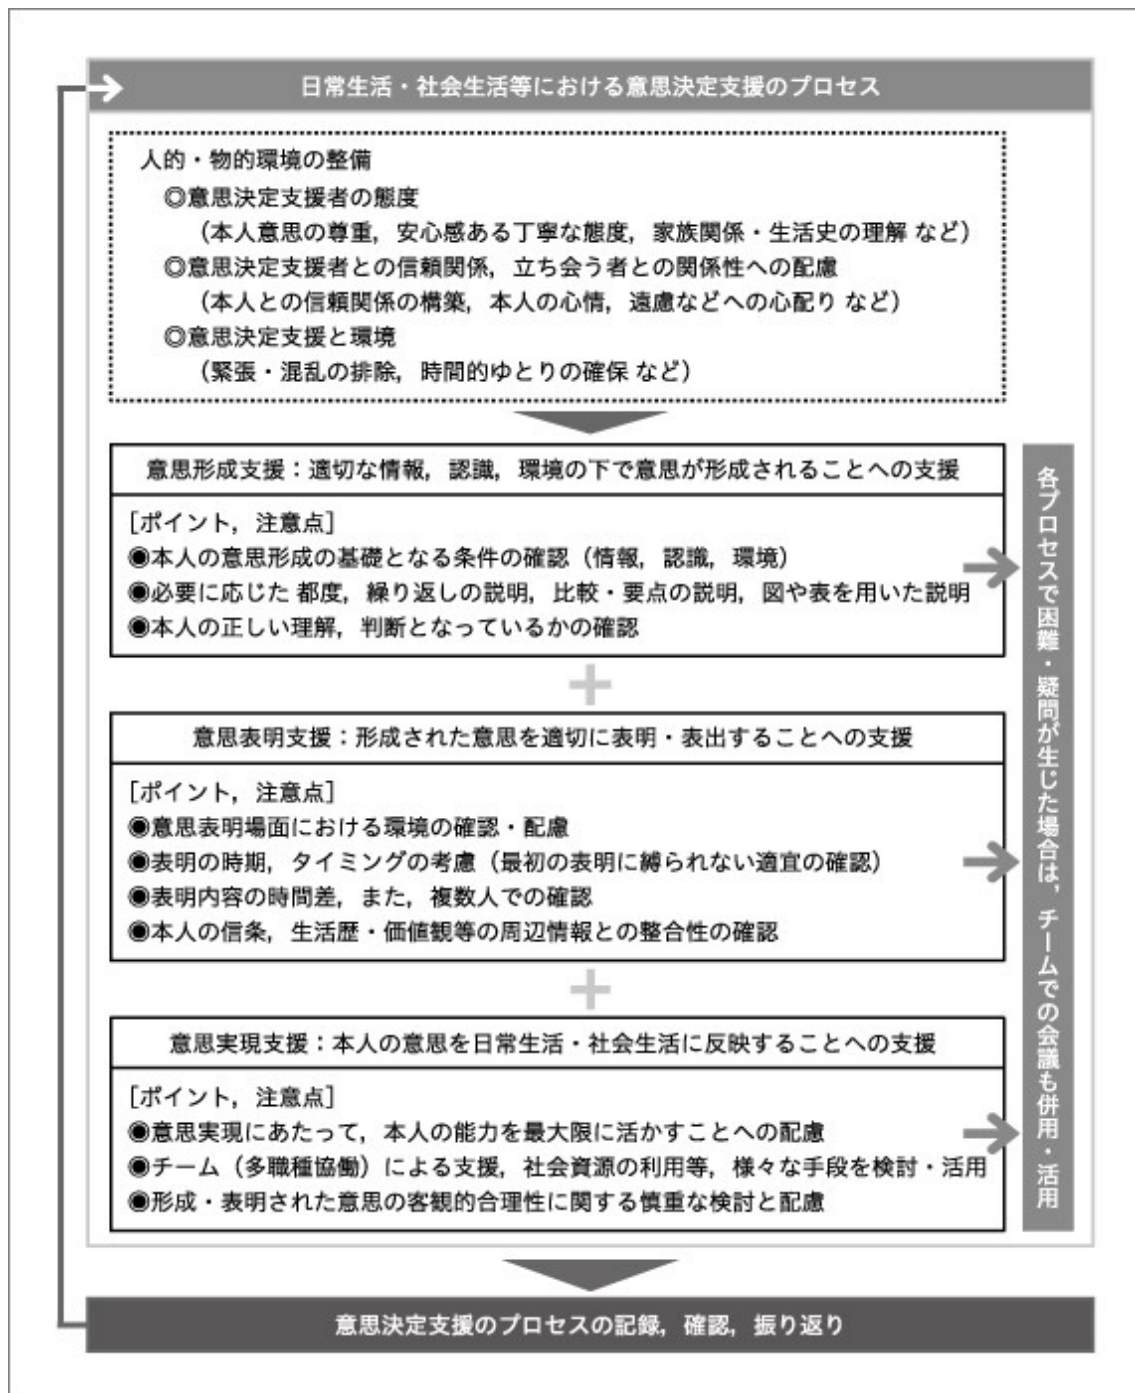 日常生活・社会生活等における意思決定支援のプロセス
人的・物的環境の整備
◎意思決定支援者の態度
（本人意思の尊重，安心感ある丁寧な態度，家族関係・生活史の理解 など）
◎意思決定支援者との信頼関係，立ち会う者との関係性への配慮
（本人との信頼関係の構築，本人の心情，遠慮などへの心配り など）
◎意思決定支援と環境
（緊張・混乱の排除，時間的ゆとりの確保 など）
意思形成支援：適切な情報，認識，環境の下で意思が形成されることへの支援
［ポイント，注意点］
◉本人の意思形成の基礎となる条件の確認（情報，認識，環境）
◉必要に応じた 都度，繰り返しの説明，比較・要点の説明，図や表を用いた説明
◉本人の正しい理解，判断となっているかの確認
＋
意思表明支援：形成された意思を適切に表明・表出することへの支援
［ポイント，注意点］
◉意思表明場面における環境の確認・配慮
◉表明の時期，タイミングの考慮（最初の表明に縛られない適宜の確認）
◉表明内容の時間差，また，複数人での確認
◉本人の信条，生活歴・価値観等の周辺情報との整合性の確認
＋
意思実現支援：本人の意思を日常生活・社会生活に反映することへの支援
［ポイント，注意点］
◉意思実現にあたって，本人の能力を最大限に活かすことへの配慮
◉チーム（多職種協働）による支援，社会資源の利用等，様々な手段を検討・活用
◉形成・表明された意思の客観的合理性に関する慎重な検討と配慮
各プロセスで困難・疑問が生じた場合は，チームでの会議も併用・活用
意思決定支援のプロセスの記録，確認，振り返り